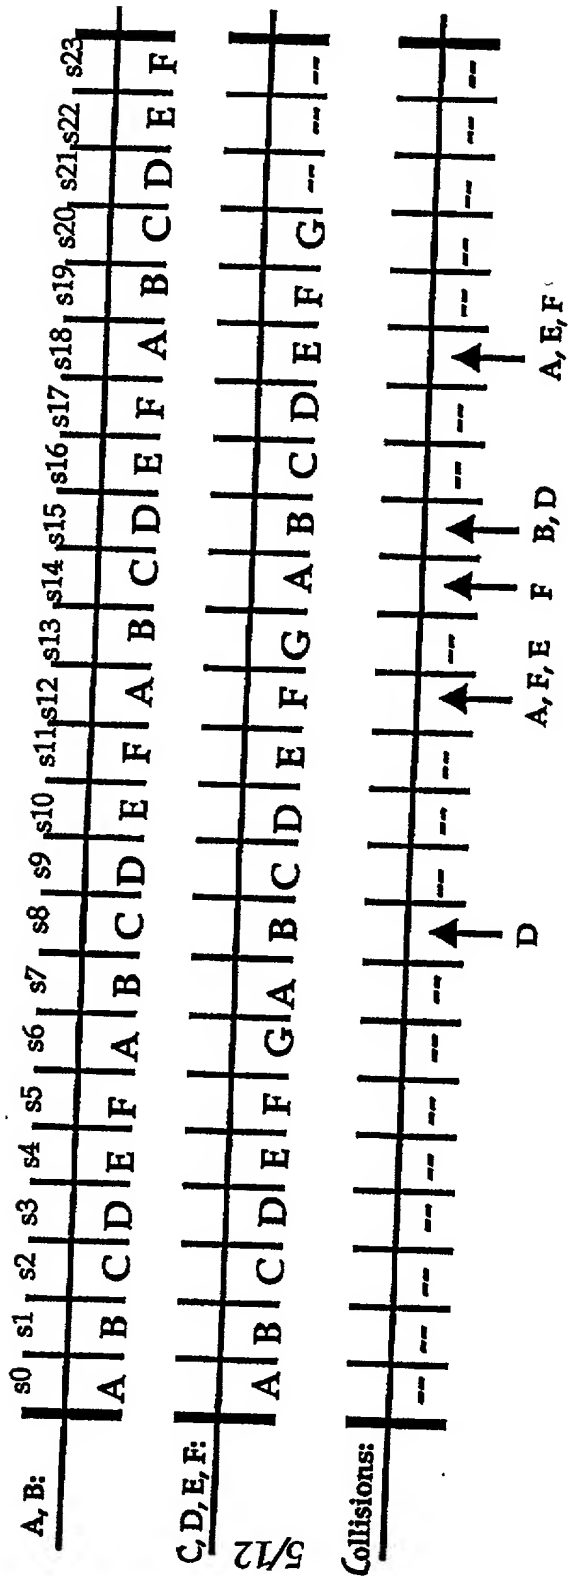 s0 s1 s2 s3 s4 s5 s6 s7 s8 s9 s10 s11 s12 s13 s14 s15 s16 s17 s18 s19 s20 s21 s22 s23
A, B: A B C D E F A B C D E F A B C D E F A B C D E F
C, D, E, F: A B C D E F G A B C D E F G A B C D E F G -- -- --
Collisions: -- -- -- -- -- -- -- -- -- -- -- -- -- -- -- -- -- -- --
D A, F, E F B, D A, E, F
5/12